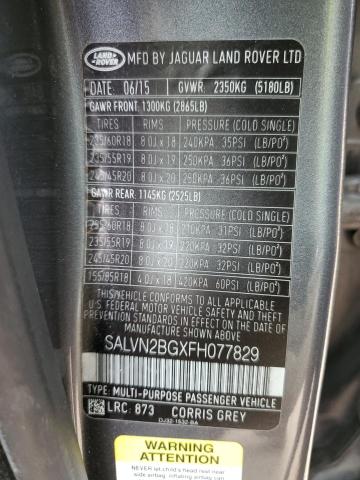 LAND ROVER
MFD BY JAGUAR LAND ROVER LTD
DATE: 06/15 GVWR: 2350KG (5180LB)
GAWR FRONT: 1300KG (2865LB)
TIRES RIMS PRESSURE (COLD SINGLE)
235/60R18 8.0J x 18 240KPA 35PSI (LB/PO²)
235/55R19 8.0J x 19 250KPA 36PSI (LB/PO²)
245/45R20 8.0J x 20 250KPA 36PSI (LB/PO²)
GAWR REAR: 1145KG (2525LB)
TIRES RIMS PRESSURE (COLD SINGLE)
235/60R18 8.0J x 18 210KPA 31PSI (LB/PO²)
235/55R19 8.0J x 19 220KPA 32PSI (LB/PO²)
245/45R20 8.0J x 20 220KPA 32PSI (LB/PO²)
155/85R18 4.0J x 18 420KPA 60PSI (LB/PO²)
THIS VEHICLE CONFORMS TO ALL APPLICABLE
FEDERAL MOTOR VEHICLE SAFETY, BUMPER
AND THEFT PREVENTION STANDARDS IN
EFFECT ON THE DATE OF MANUFACTURE
SHOWN ABOVE
SALVN2BGXFH077829
TYPE: MULTI-PURPOSE PASSENGER VEHICLE
LRC: 873 CORRIS GREY
DJ32-1532-BA
WARNING ATTENTION